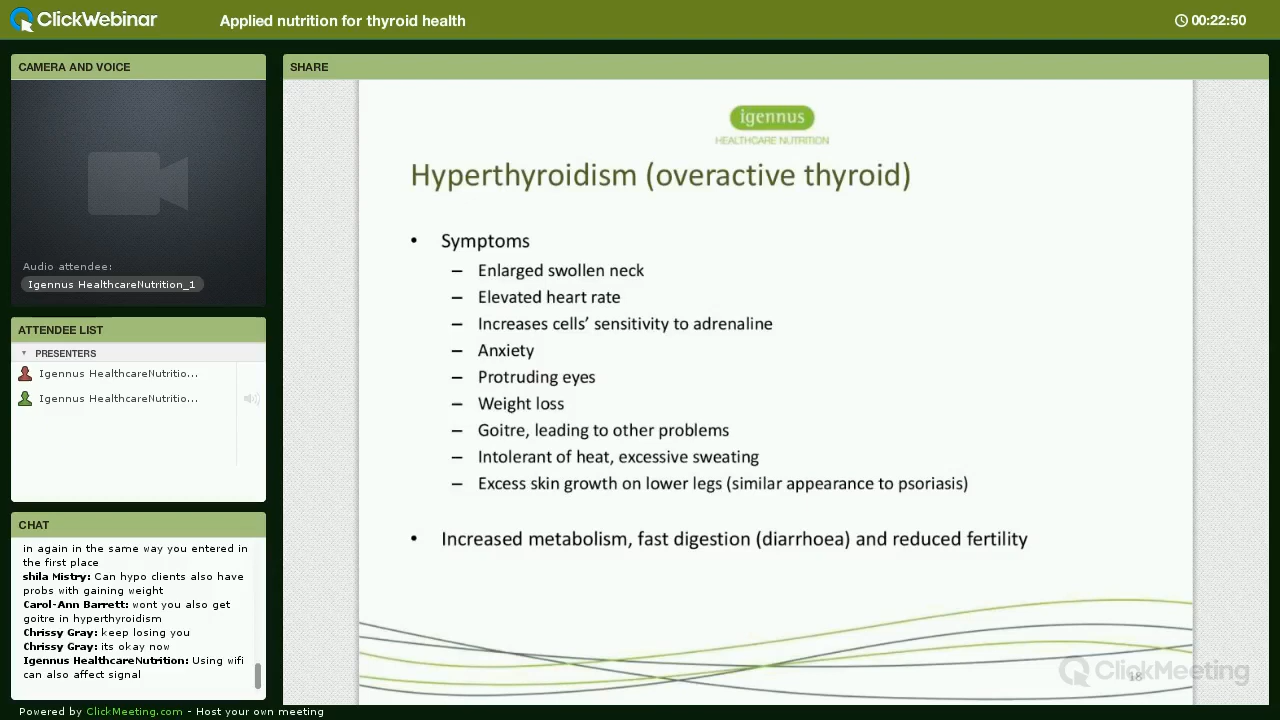 ClickWebinar
Applied nutrition for thyroid health
00:22:50
CAMERA AND VOICE
Audio attendee:
Igennus HealthcareNutrition_1
ATTENDEE LIST
PRESENTERS
Igennus HealthcareNutritio...
Igennus HealthcareNutritio...
CHAT
in again in the same way you entered in
the first place
shila Mistry: Can hypo clients also have
probs with gaining weight
Carol-Ann Barrett: wont you also get
goitre in hyperthyroidism
Chrissy Gray: keep losing you
Chrissy Gray: its okay now
Igennus HealthcareNutrition: Using wifi
can also affect signal
SHARE
igennus
HEALTHCARE NUTRITION
Hyperthyroidism (overactive thyroid)
• Symptoms
– Enlarged swollen neck
– Elevated heart rate
– Increases cells’ sensitivity to adrenaline
– Anxiety
– Protruding eyes
– Weight loss
– Goitre, leading to other problems
– Intolerant of heat, excessive sweating
– Excess skin growth on lower legs (similar appearance to psoriasis)
• Increased metabolism, fast digestion (diarrhoea) and reduced fertility
18
ClickMeeting
Powered by ClickMeeting.com - Host your own meeting